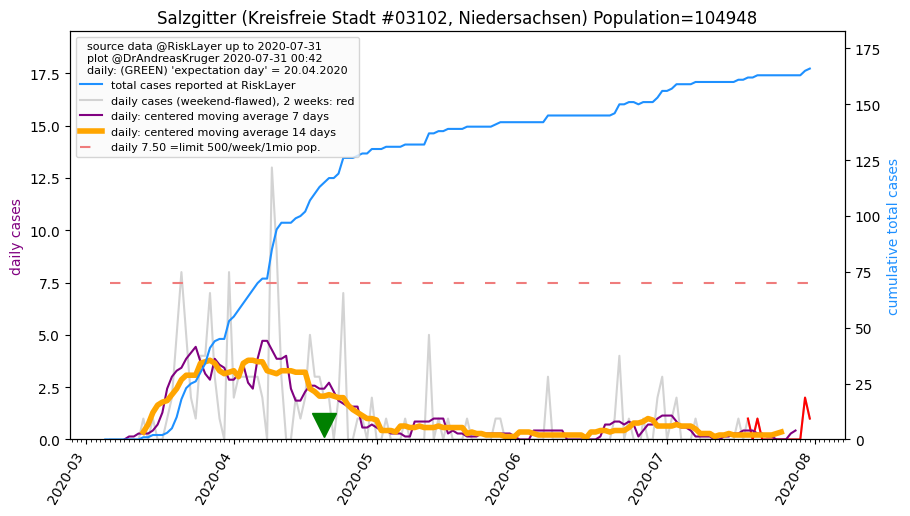 Salzgitter (Kreisfreie Stadt #03102, Niedersachsen) Population=104948
source data @RiskLayer up to 2020-07-31
plot @DrAndreasKruger 2020-07-31 00:42
daily: (GREEN) 'expectation day' = 20.04.2020
total cases reported at RiskLayer
daily cases (weekend-flawed), 2 weeks: red
daily: centered moving average 7 days
daily: centered moving average 14 days
daily 7.50 =limit 500/week/1mio pop.
daily cases
17.5
15.0
12.5
10.0
7.5
5.0
2.5
0.0
175
150
125
100
75
50
25
0
cumulative total cases
2020-03
2020-04
2020-05
2020-06
2020-07
2020-08